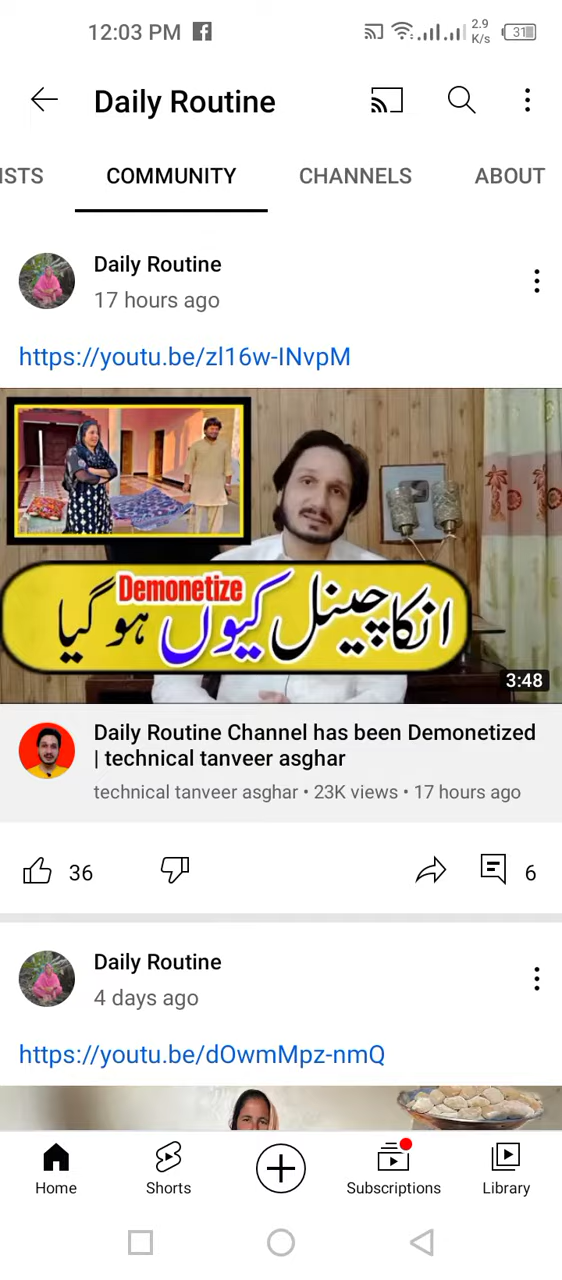 12:03 PM
2.9
K/s
31
Daily Routine
ISTS COMMUNITY CHANNELS ABOUT
Daily Routine
17 hours ago
https://youtu.be/zl16w-INvpM
Demonetize
انکا چینل کیوں ہو گیا
3:48
Daily Routine Channel has been Demonetized
| technical tanveer asghar
technical tanveer asghar • 23K views • 17 hours ago
36
6
Daily Routine
4 days ago
https://youtu.be/dOwmMpz-nmQ
Home Shorts Subscriptions Library